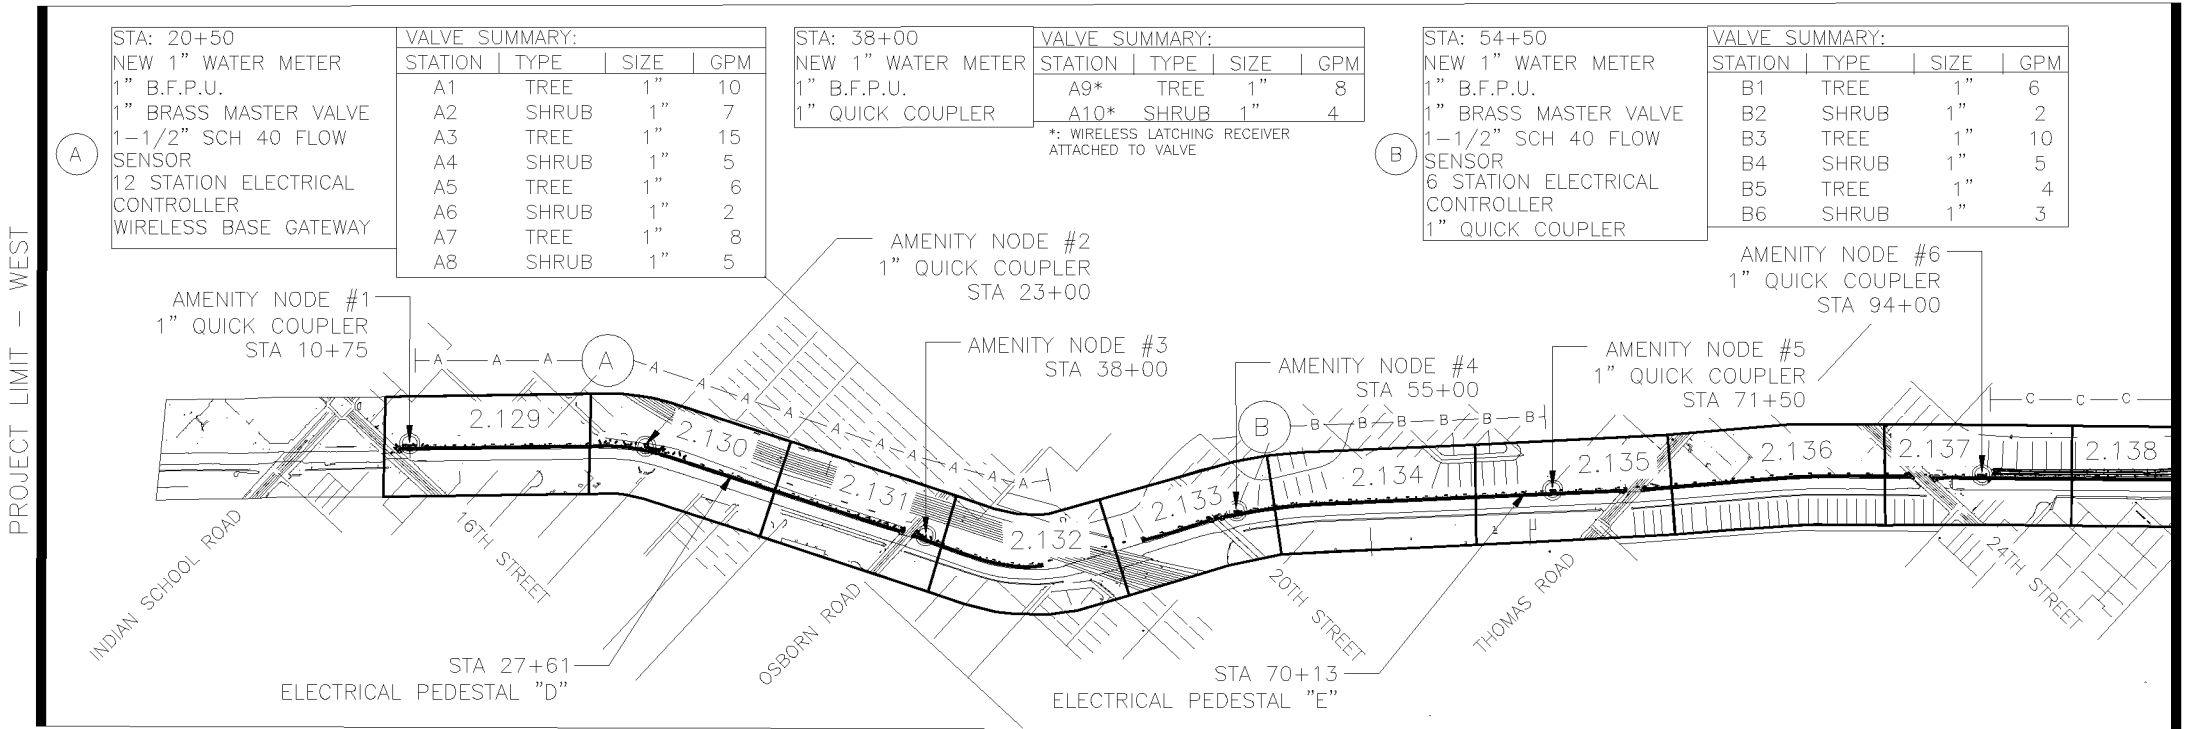 STA: 20+50
NEW 1" WATER METER
1" B.F.P.U.
1" BRASS MASTER VALVE
1-1/2" SCH 40 FLOW
SENSOR
12 STATION ELECTRICAL
CONTROLLER
WIRELESS BASE GATEWAY
A
VALVE SUMMARY:
STATION TYPE SIZE GPM
A1 TREE 1" 10
A2 SHRUB 1" 7
A3 TREE 1" 15
A4 SHRUB 1" 5
A5 TREE 1" 6
A6 SHRUB 1" 2
A7 TREE 1" 8
A8 SHRUB 1" 5
STA: 38+00
NEW 1" WATER METER
1" B.F.P.U.
1" QUICK COUPLER
VALVE SUMMARY:
STATION TYPE SIZE GPM
A9* TREE 1" 8
A10* SHRUB 1" 4
*: WIRELESS LATCHING RECEIVER
ATTACHED TO VALVE
STA: 54+50
NEW 1" WATER METER
1" B.F.P.U.
1" BRASS MASTER VALVE
1-1/2" SCH 40 FLOW
SENSOR
6 STATION ELECTRICAL
CONTROLLER
1" QUICK COUPLER
B
VALVE SUMMARY:
STATION TYPE SIZE GPM
B1 TREE 1" 6
B2 SHRUB 1" 2
B3 TREE 1" 10
B4 SHRUB 1" 5
B5 TREE 1" 4
B6 SHRUB 1" 3
PROJECT LIMIT - WEST
AMENITY NODE #1
1" QUICK COUPLER
STA 10+75
AMENITY NODE #2
1" QUICK COUPLER
STA 23+00
AMENITY NODE #3
STA 38+00
AMENITY NODE #4
STA 55+00
AMENITY NODE #5
1" QUICK COUPLER
STA 71+50
AMENITY NODE #6
1" QUICK COUPLER
STA 94+00
A A A A A A A A A A A A A A
B B B B B B
C C C
2.129
2.130
2.131
2.132
2.133
2.134
2.135
2.136
2.137
2.138
INDIAN SCHOOL ROAD
16TH STREET
OSBORN ROAD
20TH STREET
THOMAS ROAD
24TH STREET
STA 27+61
ELECTRICAL PEDESTAL "D"
STA 70+13
ELECTRICAL PEDESTAL "E"